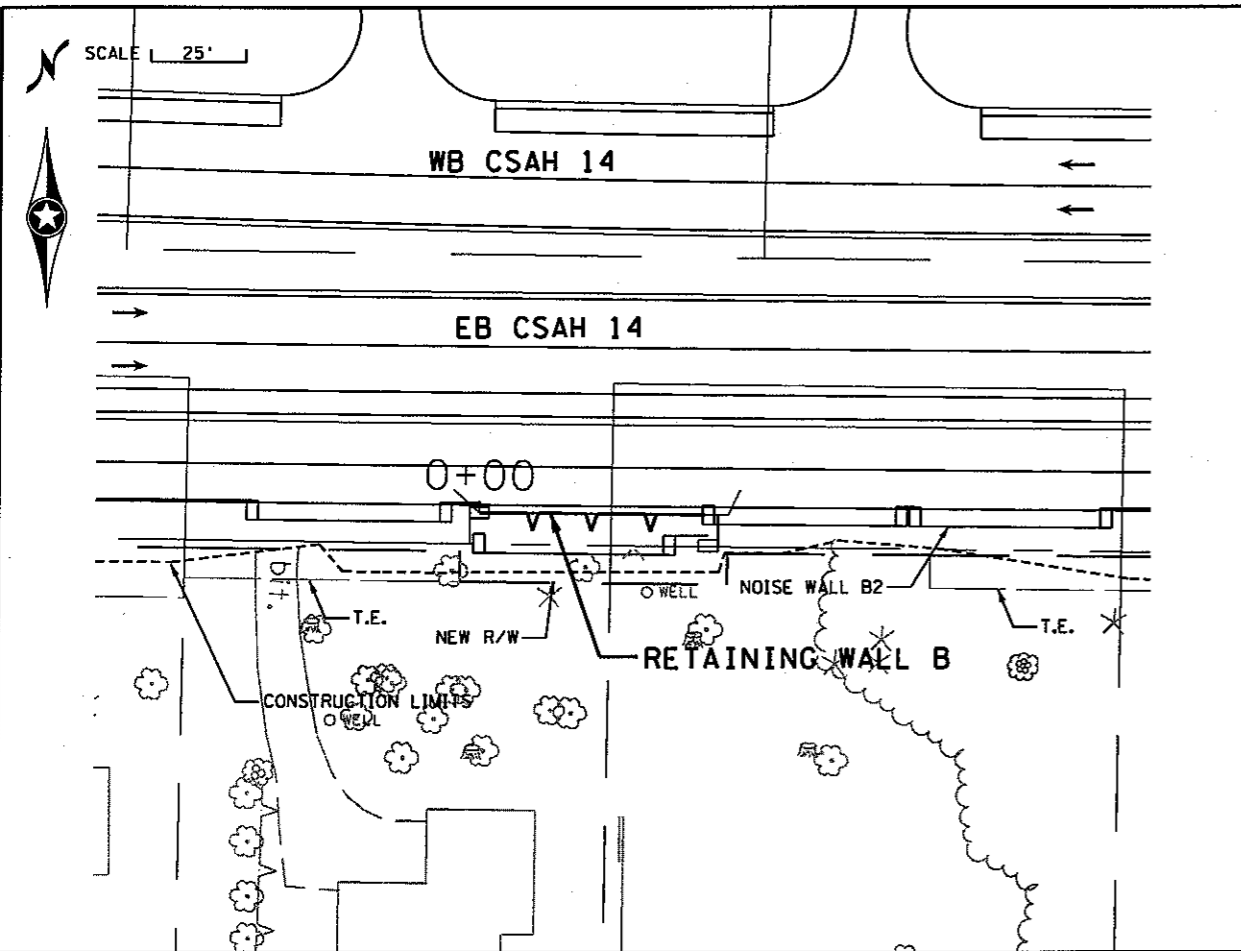 N
SCALE 25'
WB CSAH 14
EB CSAH 14
0+00
bit.
NOISE WALL B2
WELL
T.E.
T.E.
NEW R/W
RETAINING WALL B
CONSTRUCTION LIMITS
WELL